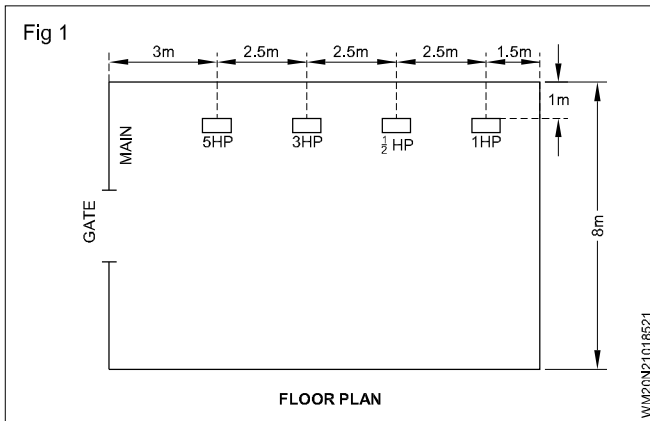 Fig 1
3m 2.5m 2.5m 2.5m 1.5m
1m
MAIN
5HP 3HP ½ HP 1HP
GATE
8m
FLOOR PLAN
WM20N21018521